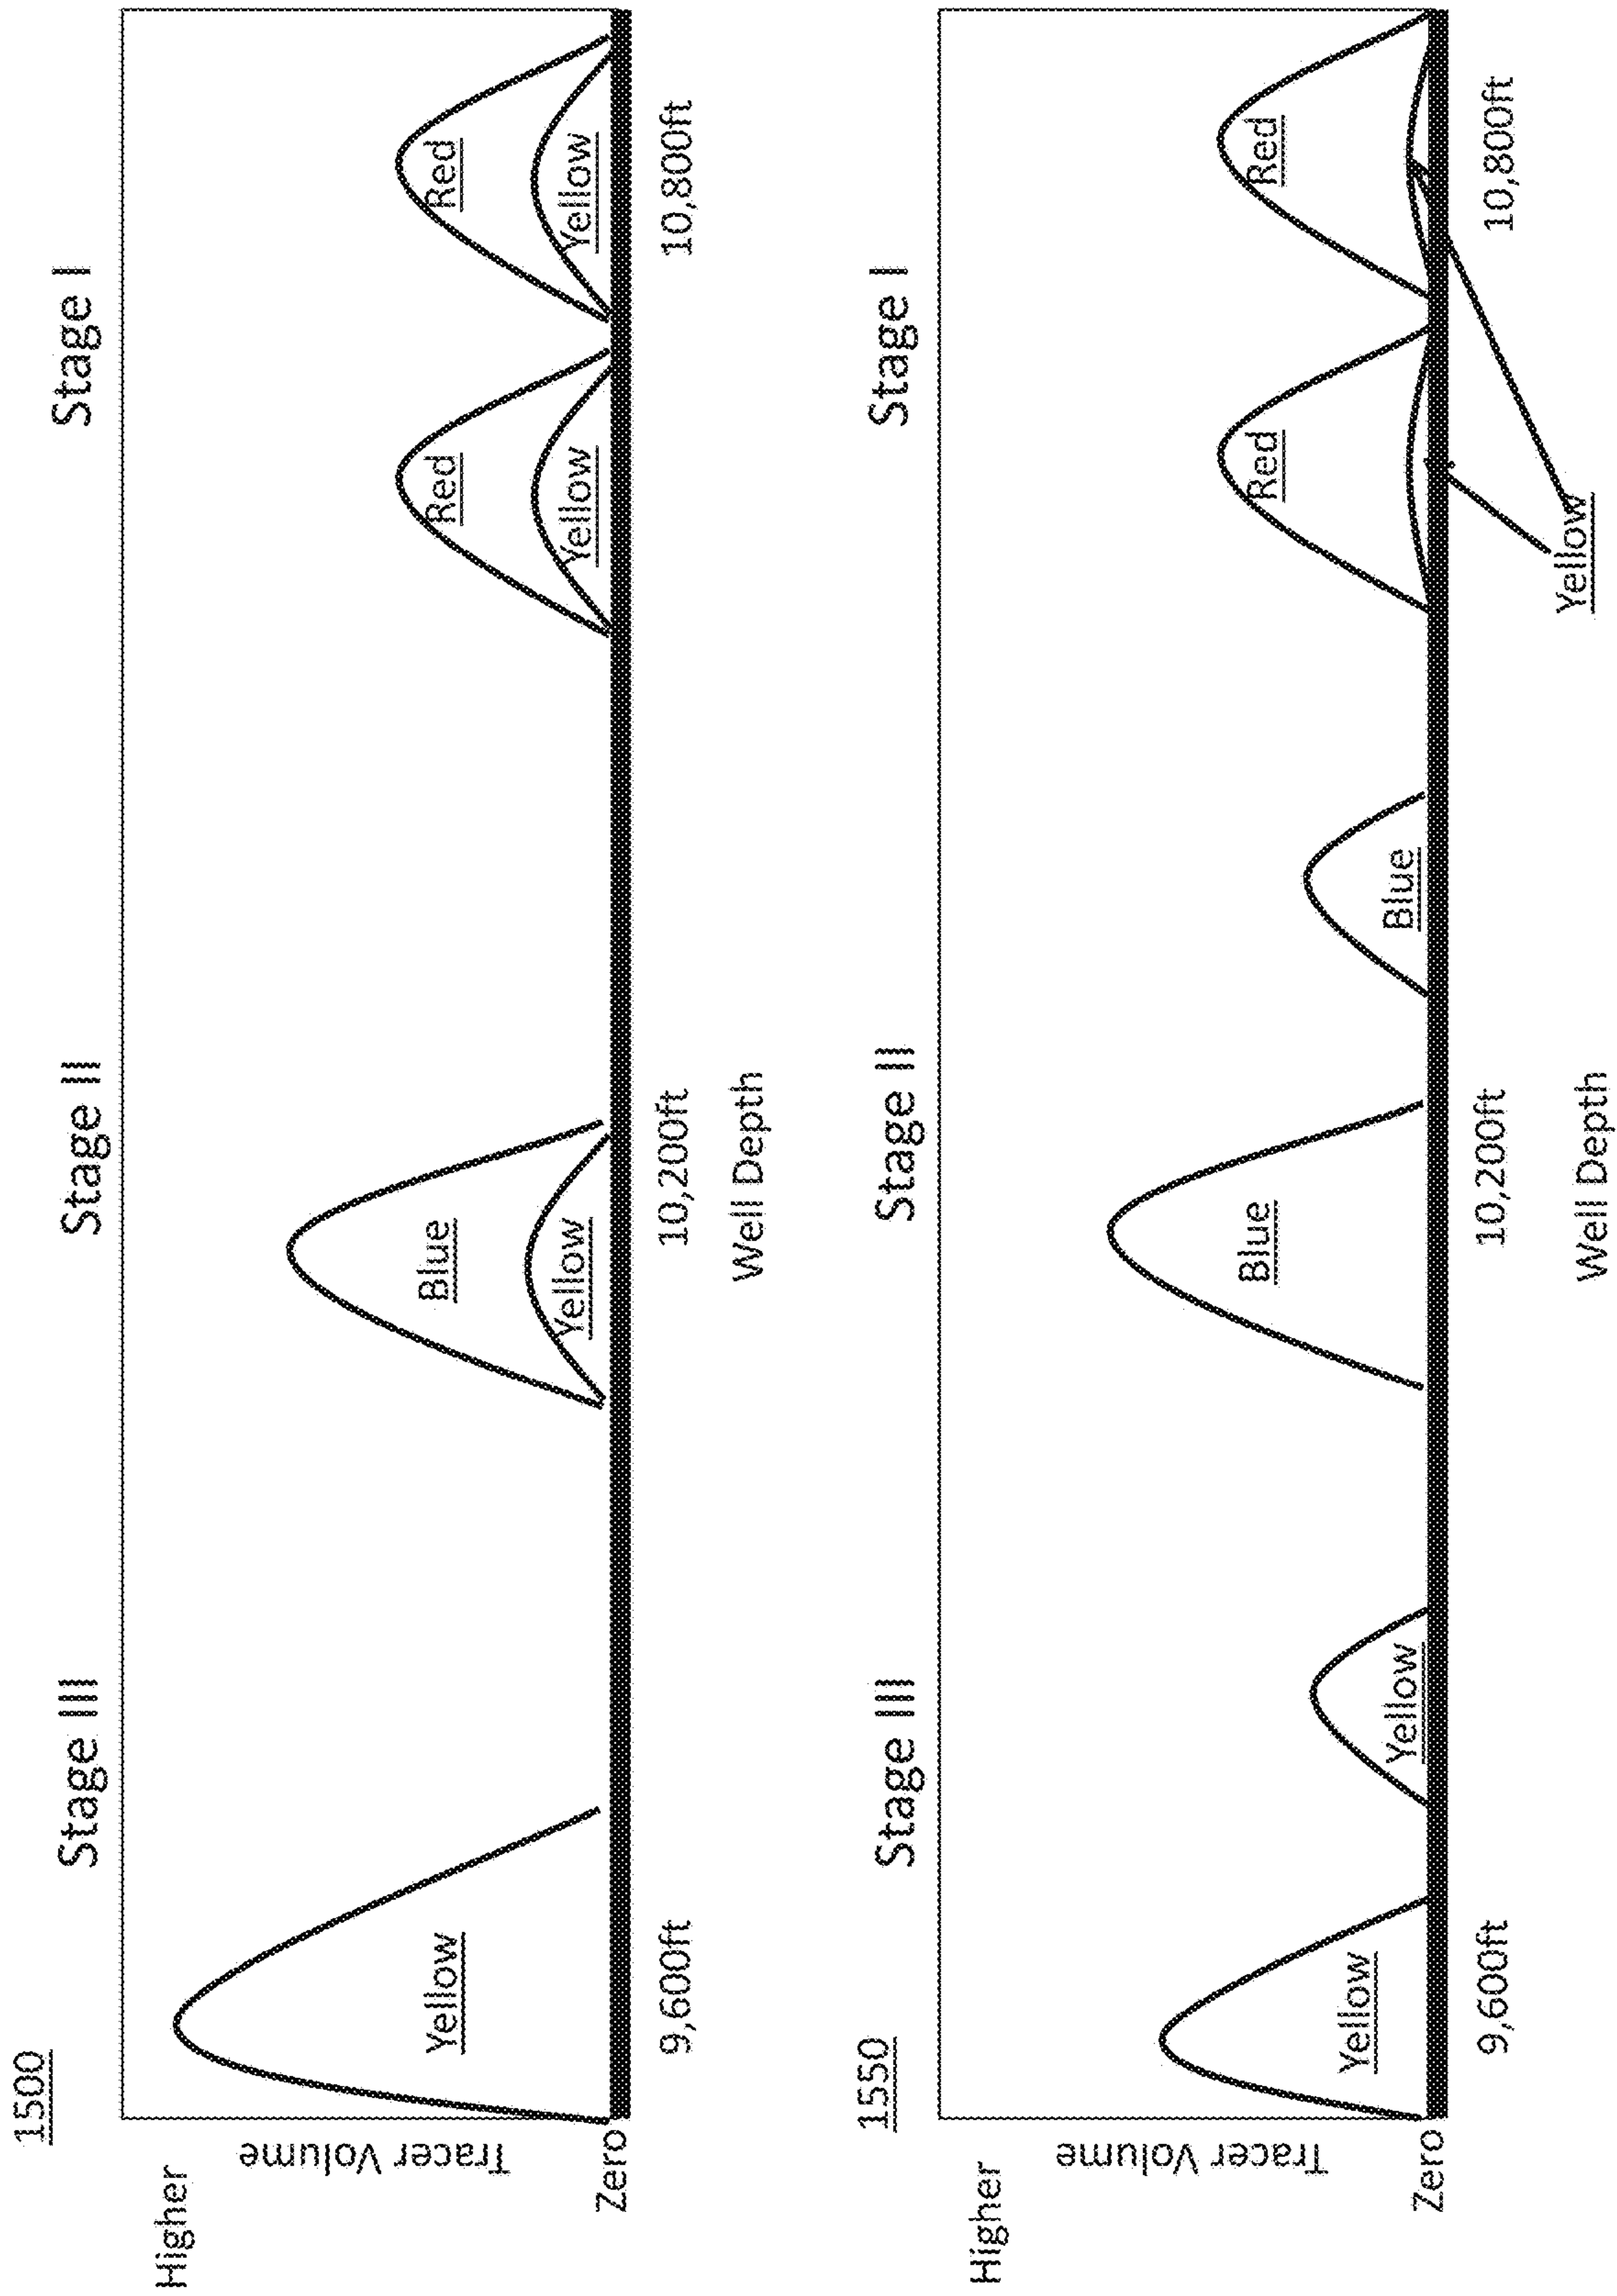 1500
Stage III Stage II Stage I
Higher
Tracer Volume
Zero
Yellow
Blue
Yellow
Red
Yellow
Red
Yellow
9,600ft 10,200ft 10,800ft
Well Depth
1550
Stage III Stage II Stage I
Higher
Tracer Volume
Zero
Yellow
Yellow
Blue
Blue
Red
Red
9,600ft 10,200ft 10,800ft
Yellow
Well Depth